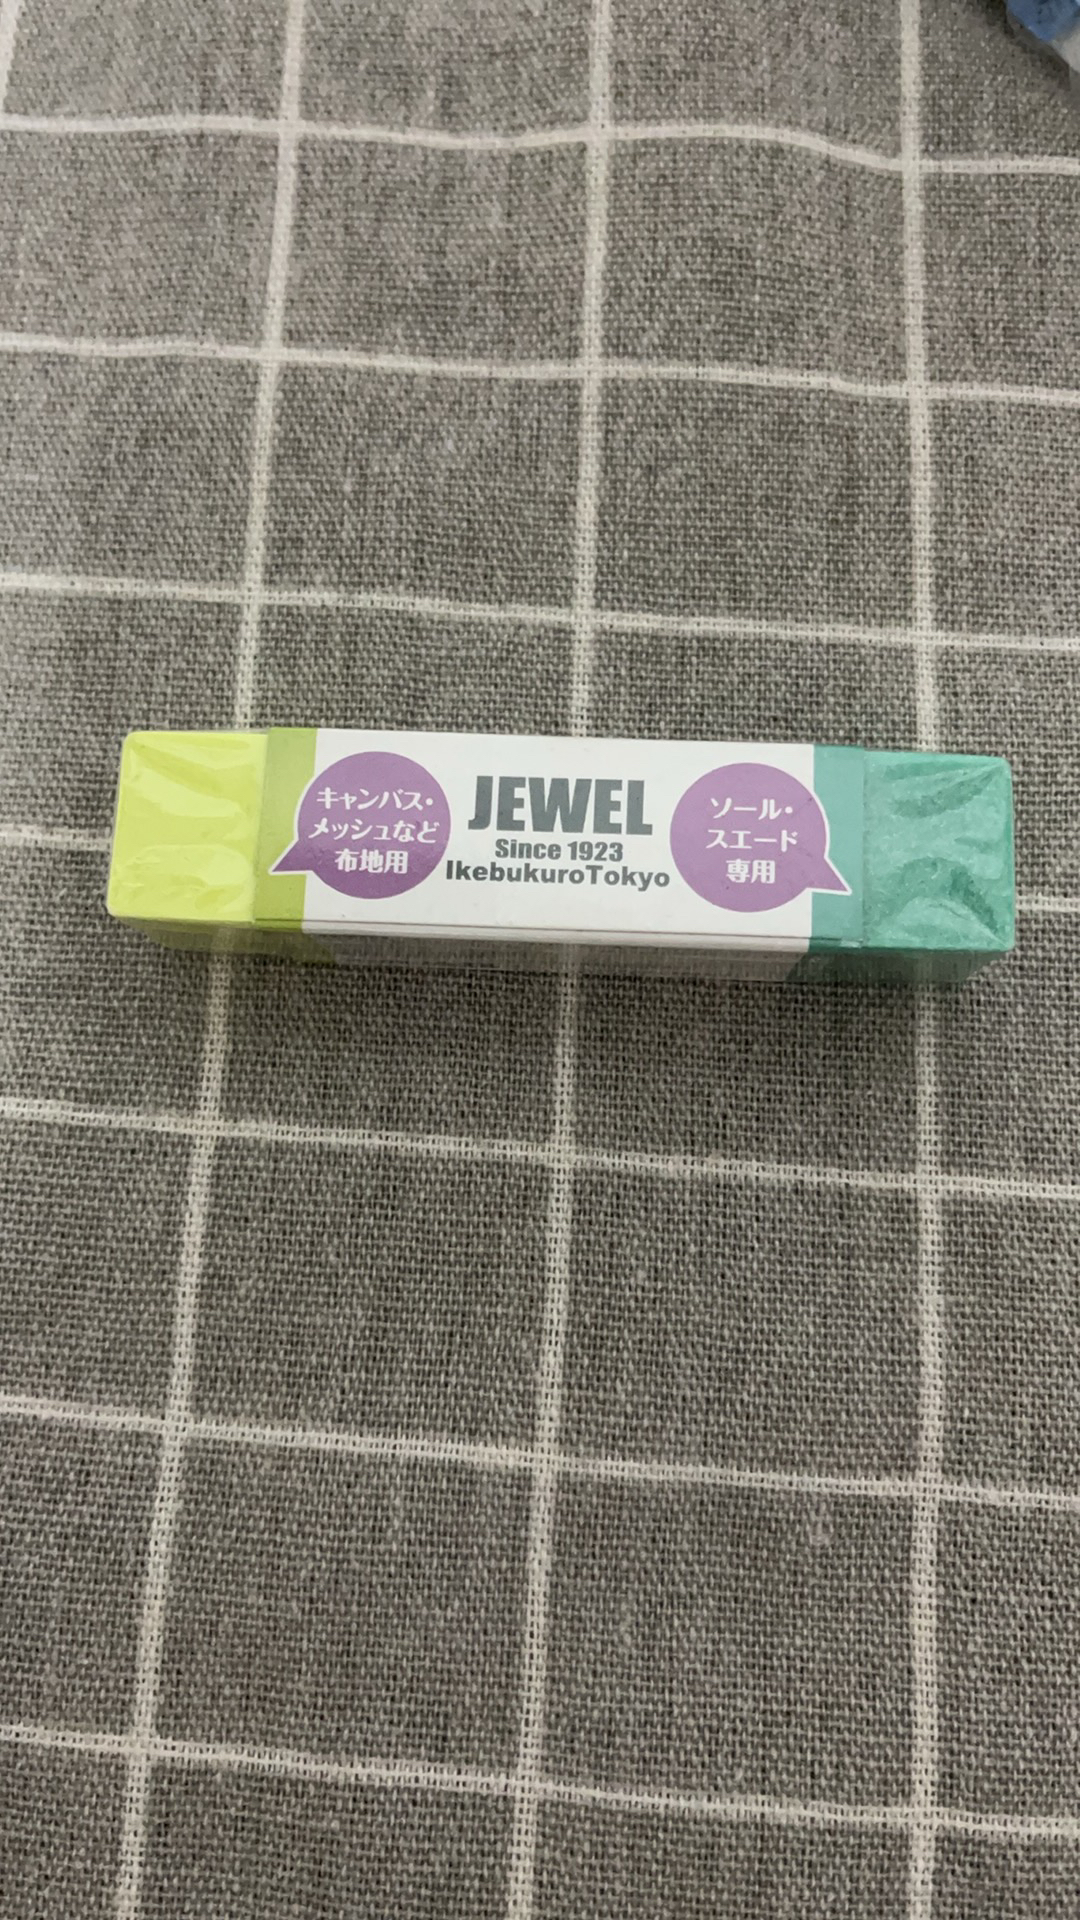 キャンバス・
メッシュなど
布地用
JEWEL
Since 1923
IkebukuroTokyo
ソール・
スエード
専用